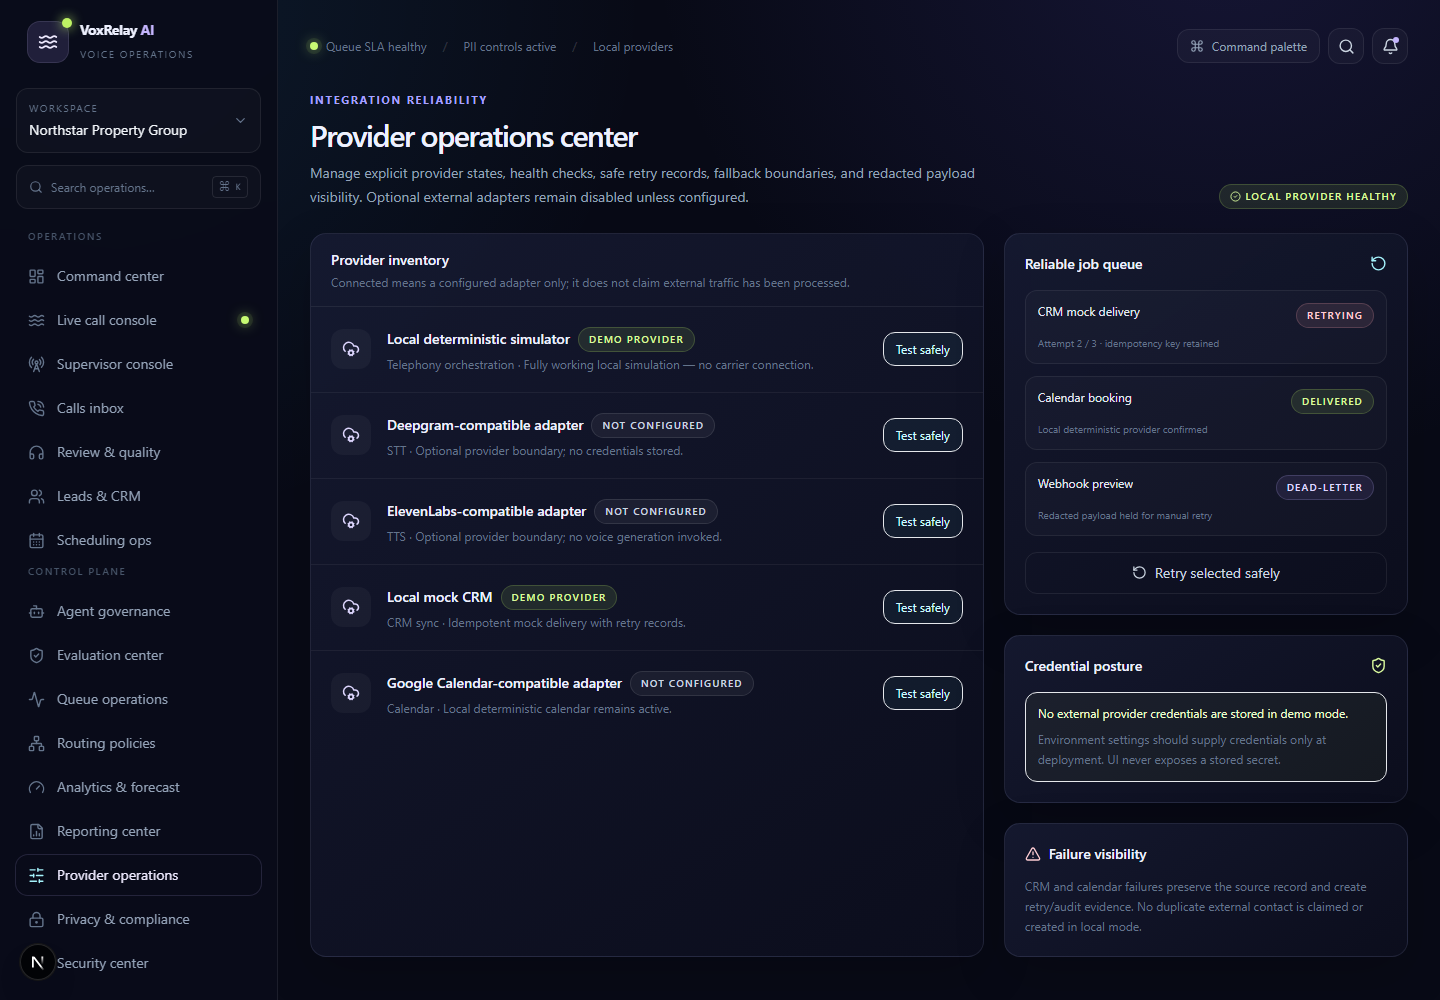 VoxRelay AI
VOICE OPERATIONS
WORKSPACE
Northstar Property Group
Search operations...
⌘ K
OPERATIONS
Command center
Live call console
Supervisor console
Calls inbox
Review & quality
Leads & CRM
Scheduling ops
CONTROL PLANE
Agent governance
Evaluation center
Queue operations
Routing policies
Analytics & forecast
Reporting center
Provider operations
Privacy & compliance
N
Security center
Queue SLA healthy / PII controls active / Local providers
⌘ Command palette
INTEGRATION RELIABILITY
Provider operations center
Manage explicit provider states, health checks, safe retry records, fallback boundaries, and redacted payload
visibility. Optional external adapters remain disabled unless configured.
LOCAL PROVIDER HEALTHY
Provider inventory
Connected means a configured adapter only; it does not claim external traffic has been processed.
Local deterministic simulator DEMO PROVIDER
Telephony orchestration · Fully working local simulation — no carrier connection.
Test safely
Deepgram-compatible adapter NOT CONFIGURED
STT · Optional provider boundary; no credentials stored.
Test safely
ElevenLabs-compatible adapter NOT CONFIGURED
TTS · Optional provider boundary; no voice generation invoked.
Test safely
Local mock CRM DEMO PROVIDER
CRM sync · Idempotent mock delivery with retry records.
Test safely
Google Calendar-compatible adapter NOT CONFIGURED
Calendar · Local deterministic calendar remains active.
Test safely
Reliable job queue
CRM mock delivery
RETRYING
Attempt 2 / 3 · idempotency key retained
Calendar booking
DELIVERED
Local deterministic provider confirmed
Webhook preview
DEAD-LETTER
Redacted payload held for manual retry
Retry selected safely
Credential posture
No external provider credentials are stored in demo mode.
Environment settings should supply credentials only at
deployment. UI never exposes a stored secret.
Failure visibility
CRM and calendar failures preserve the source record and create
retry/audit evidence. No duplicate external contact is claimed or
created in local mode.